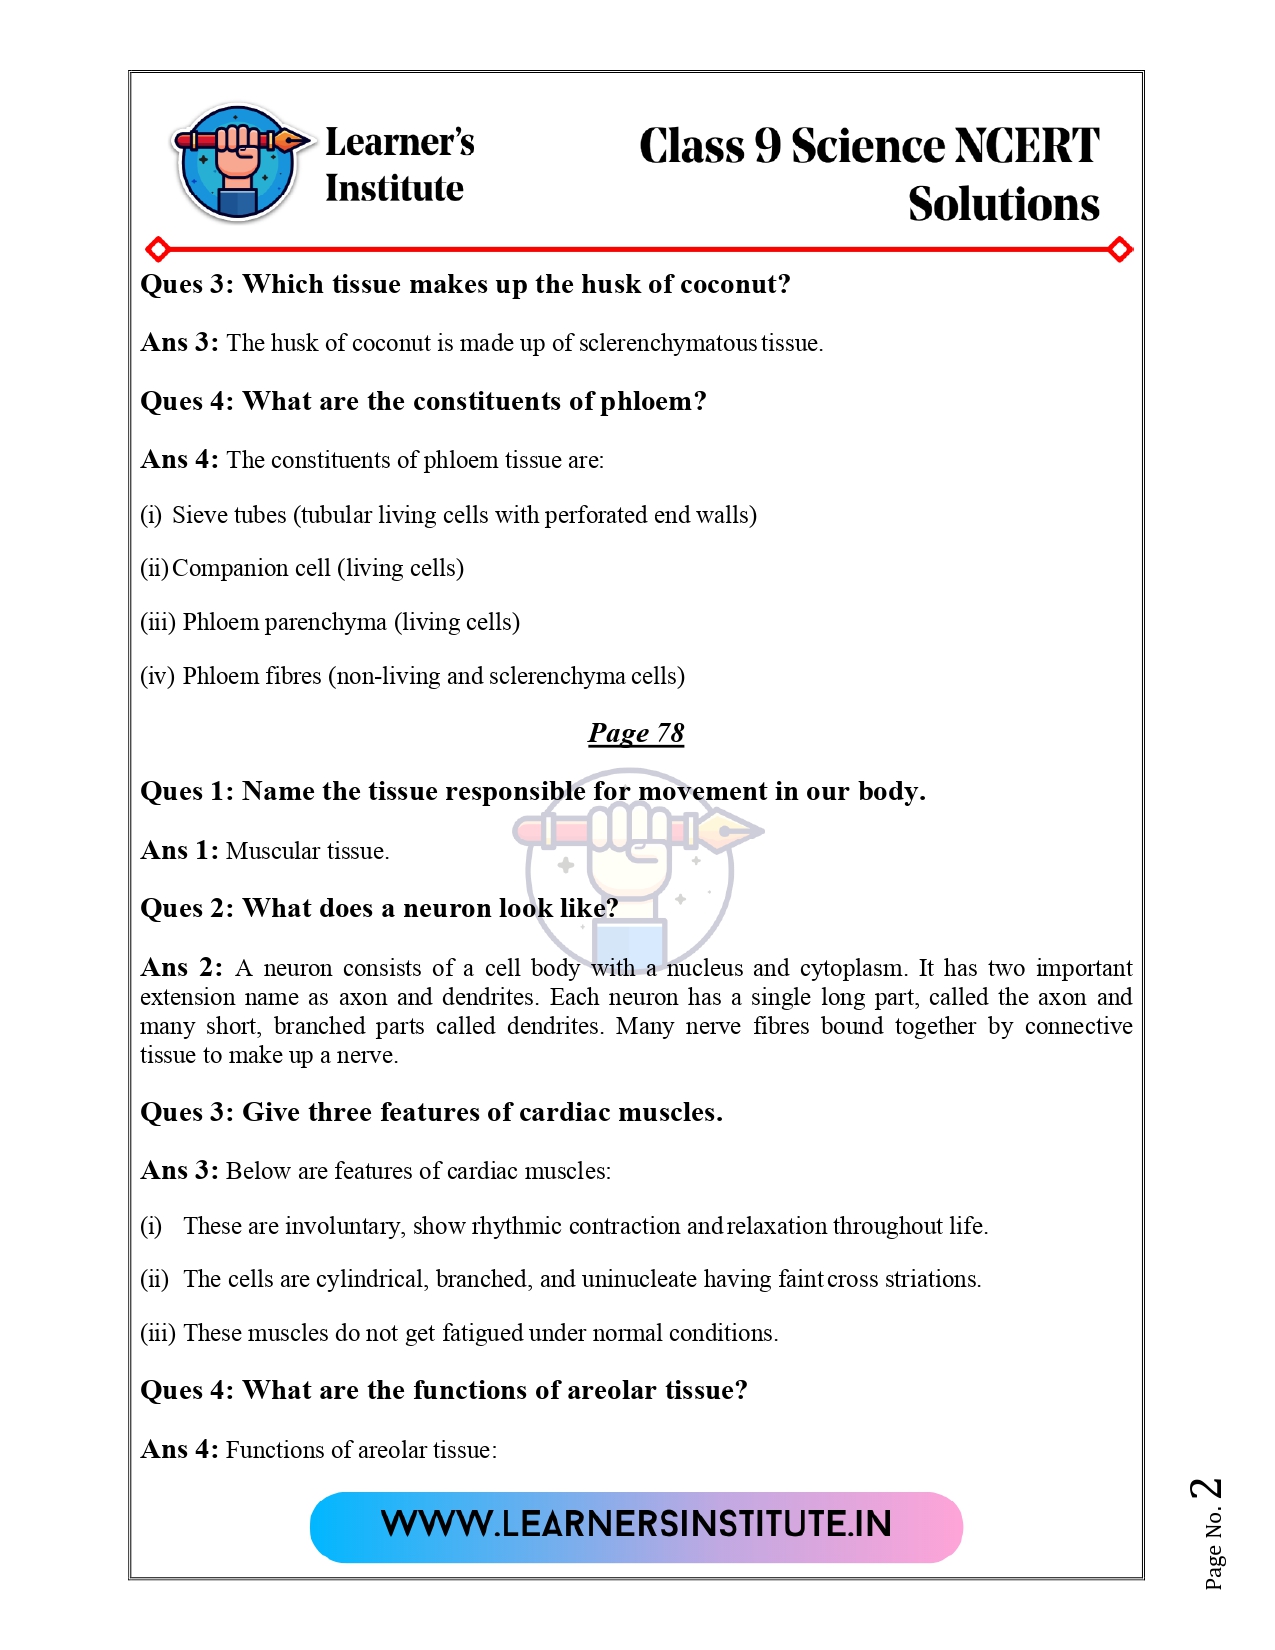 Learner's
Institute
Class 9 Science NCERT
Solutions
Ques 3: Which tissue makes up the husk of coconut?
Ans 3: The husk of coconut is made up of sclerenchymatous tissue.
Ques 4: What are the constituents of phloem?
Ans 4: The constituents of phloem tissue are:
(i) Sieve tubes (tubular living cells with perforated end walls)
(ii) Companion cell (living cells)
(iii) Phloem parenchyma (living cells)
(iv) Phloem fibres (non-living and sclerenchyma cells)
Page 78
Ques 1: Name the tissue responsible for movement in our body.
Ans 1: Muscular tissue.
Ques 2: What does a neuron look like?
Ans 2: A neuron consists of a cell body with a nucleus and cytoplasm. It has two important
extension name as axon and dendrites. Each neuron has a single long part, called the axon and
many short, branched parts called dendrites. Many nerve fibres bound together by connective
tissue to make up a nerve.
Ques 3: Give three features of cardiac muscles.
Ans 3: Below are features of cardiac muscles:
(i) These are involuntary, show rhythmic contraction and relaxation throughout life.
(ii) The cells are cylindrical, branched, and uninucleate having faint cross striations.
(iii) These muscles do not get fatigued under normal conditions.
Ques 4: What are the functions of areolar tissue?
Ans 4: Functions of areolar tissue:
WWW.LEARNERSINSTITUTE.IN
Page No. 2